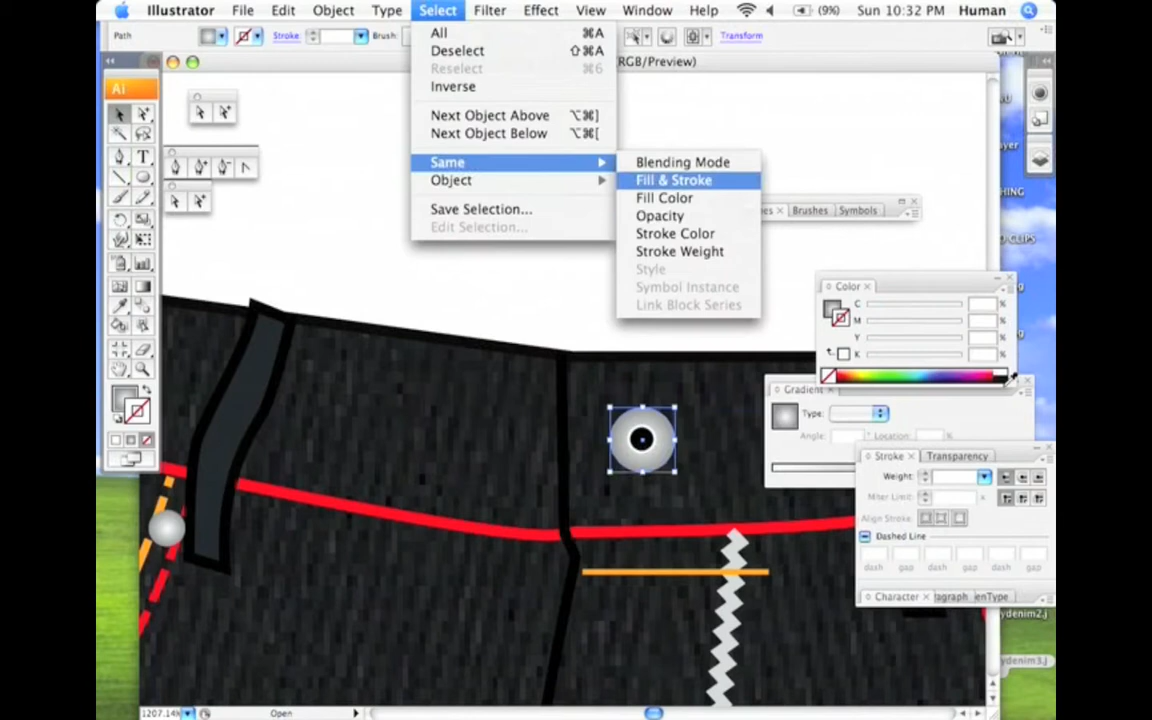 Illustrator File Edit Object Type Select Filter Effect View Window Help (9%) Sun 10:32 PM Human
Path Stroke: Brush: Transform
RGB/Preview)
Ai
All ⌘A
Deselect ⇧⌘A
Reselect ⌘6
Inverse
Next Object Above ⌥⌘]
Next Object Below ⌥⌘[
Same
Object
Save Selection...
Edit Selection...
Blending Mode
Fill & Stroke
Fill Color
Opacity
Stroke Color
Stroke Weight
Style
Symbol Instance
Link Block Series
Brushes Symbols
Color
C %
M %
Y %
K %
Gradient
Type:
Angle: Location: %
Stroke Transparency
Weight:
Miter Limit: x
Align Stroke:
Dashed Line
dash gap dash gap dash gap
Character
1207.14% Open